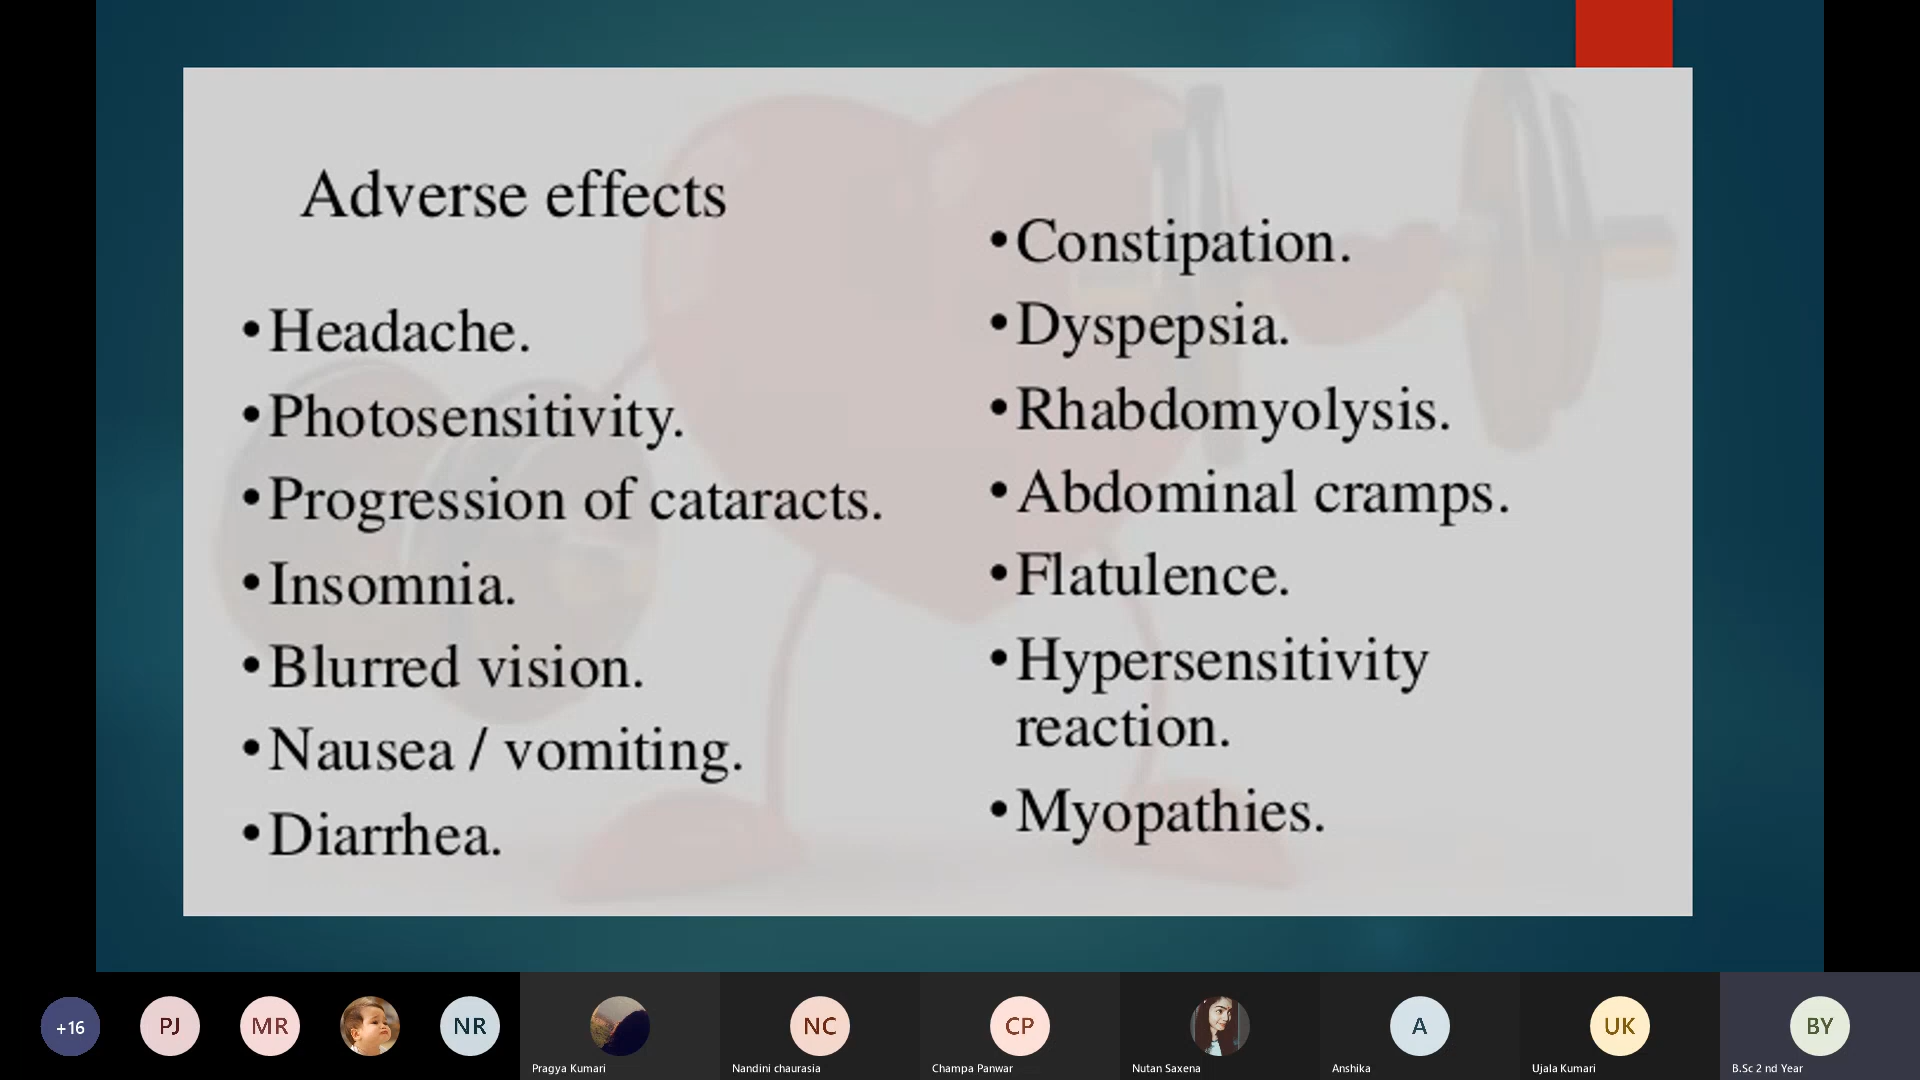 Adverse effects
•Headache.
•Photosensitivity.
•Progression of cataracts.
•Insomnia.
•Blurred vision.
•Nausea / vomiting.
•Diarrhea.
•Constipation.
•Dyspepsia.
•Rhabdomyolysis.
•Abdominal cramps.
•Flatulence.
•Hypersensitivity
reaction.
•Myopathies.
+16
PJ
MR
NR
Pragya Kumari
NC
Nandini chaurasia
CP
Champa Panwar
Nutan Saxena
A
Anshika
UK
Ujala Kumari
BY
B.Sc 2 nd Year